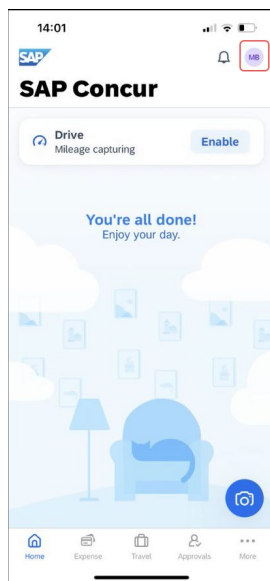 14:01
SAP
MB
SAP Concur
Drive
Mileage capturing
Enable
You're all done!
Enjoy your day.
Home
Expense
Travel
Approvals
More